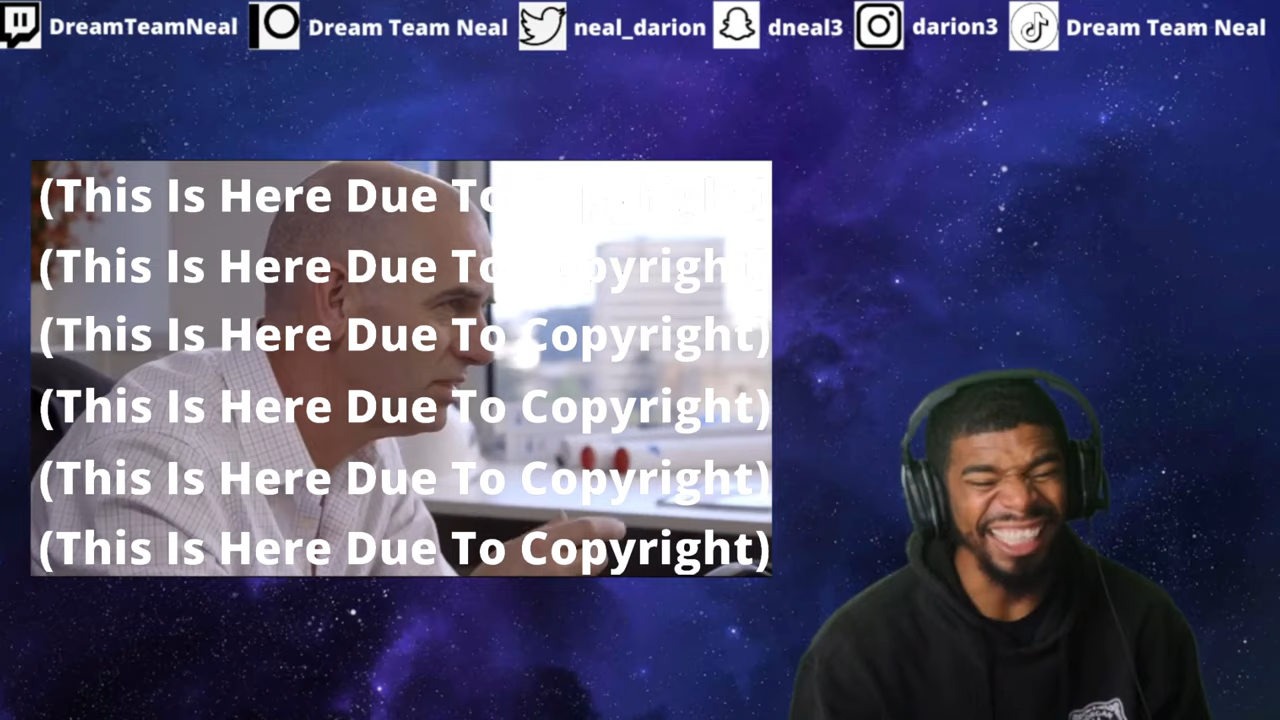 DreamTeamNeal Dream Team Neal neal_darion dneal3 darion3 Dream Team Neal
(This Is Here Due To Copyright)
(This Is Here Due To Copyright)
(This Is Here Due To Copyright)
(This Is Here Due To Copyright)
(This Is Here Due To Copyright)
(This Is Here Due To Copyright)